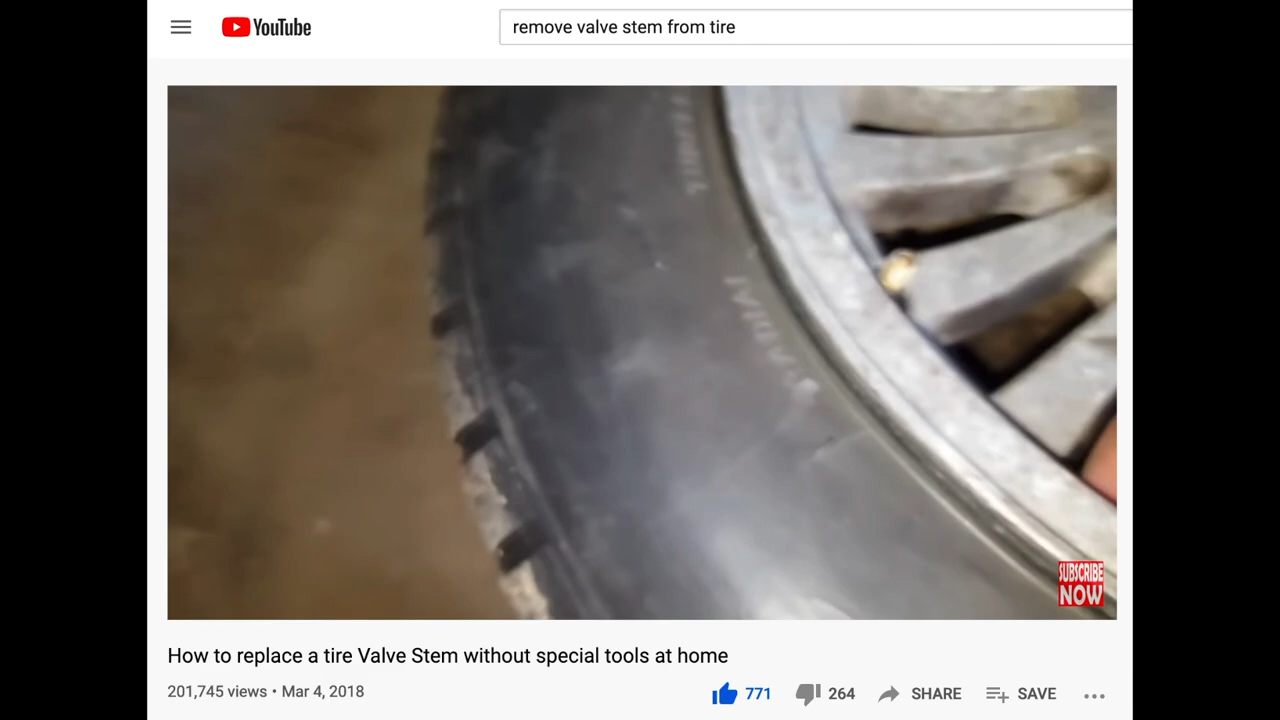 YouTube
remove valve stem from tire
RADIAL
SUBSCRIBE
NOW
How to replace a tire Valve Stem without special tools at home
201,745 views • Mar 4, 2018
771
264
SHARE
SAVE